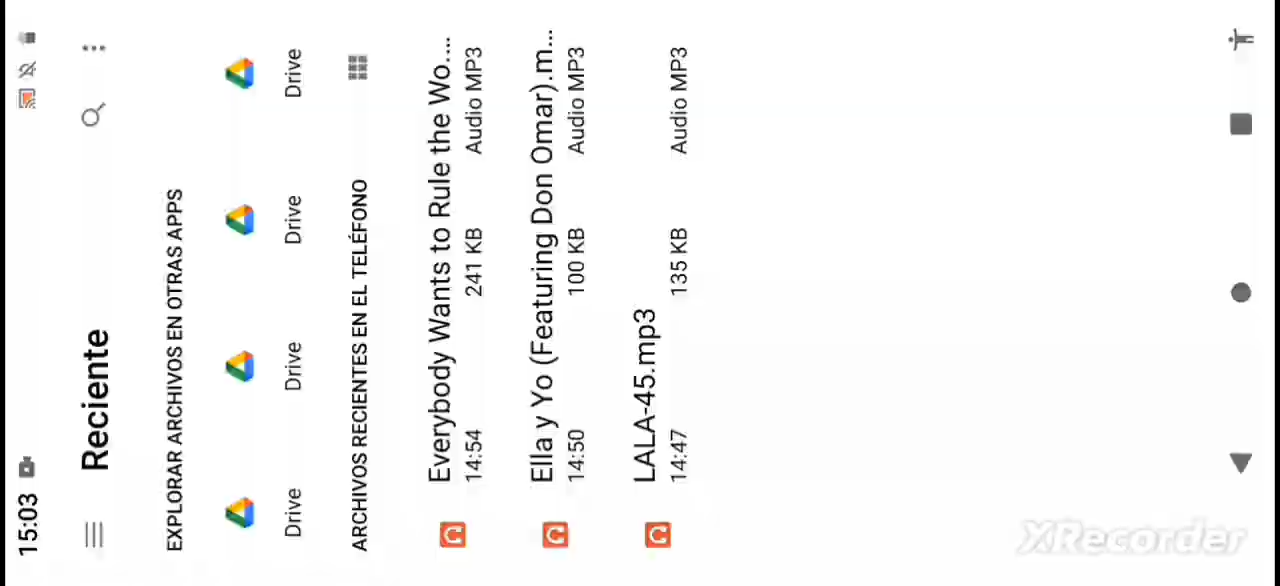 15:03
Reciente
EXPLORAR ARCHIVOS EN OTRAS APPS
Drive Drive Drive Drive
ARCHIVOS RECIENTES EN EL TELÉFONO
Everybody Wants to Rule the Wo....
14:54 241 KB Audio MP3
Ella y Yo (Featuring Don Omar).m...
14:50 100 KB Audio MP3
LALA-45.mp3
14:47 135 KB Audio MP3
XRecorder